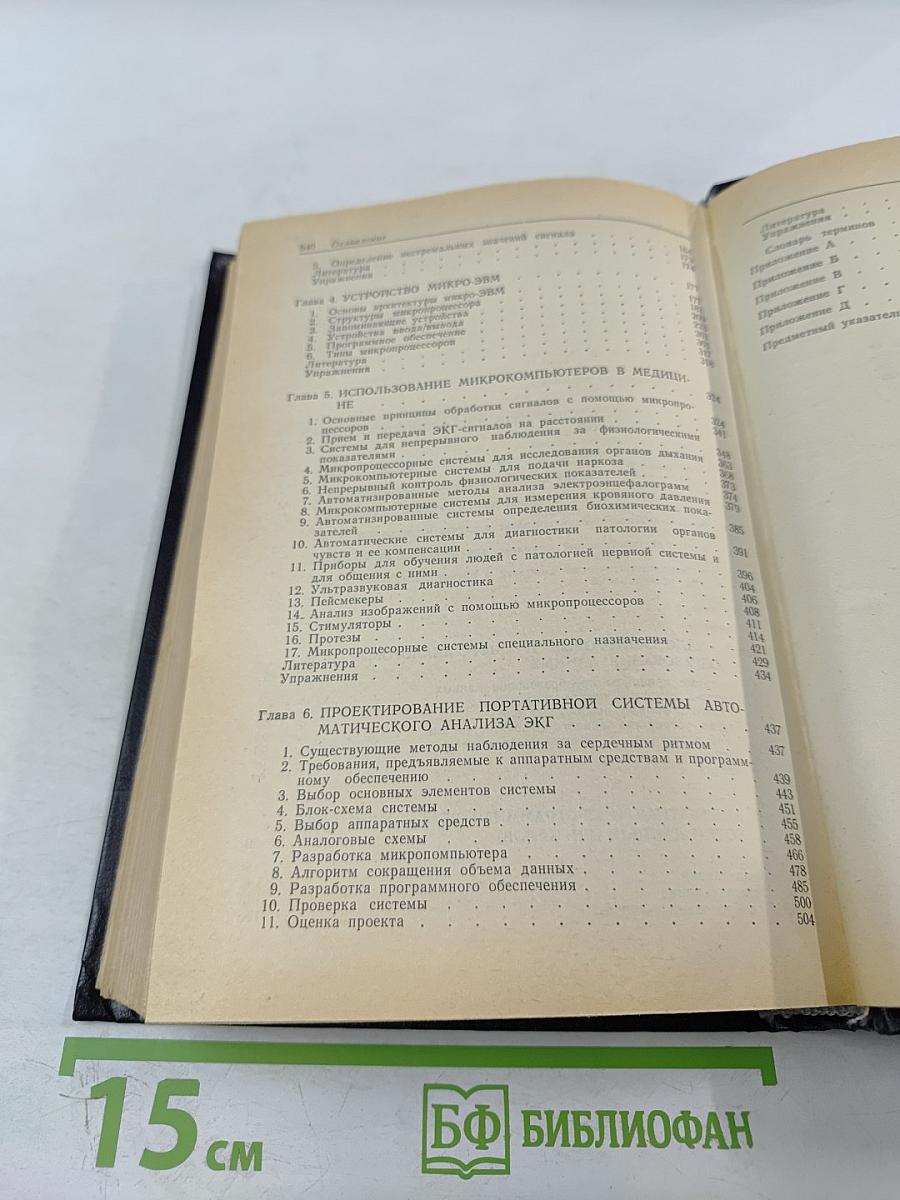 540 Оглавление
5. Определение экстремальных значений сигнала
Литература
Упражнения
Глава 4. УСТРОЙСТВО МИКРО-ЭВМ
1. Основы архитектуры микро-ЭВМ
2. Структуры микропроцессора
3. Запоминающие устройства
4. Устройства ввода/вывода
5. Программное обеспечение
6. Типы микропроцессоров
Литература
Упражнения
Глава 5. ИСПОЛЬЗОВАНИЕ МИКРОКОМПЬЮТЕРОВ В МЕДИЦИ-
НЕ . . . 324
1. Основные принципы обработки сигналов с помощью микропро-
цессоров . . . 324
2. Прием и передача ЭКГ-сигналов на расстоянии . . . 341
3. Системы для непрерывного наблюдения за физиологическими
показателями . . . 348
4. Микропроцессорные системы для исследования органов дыхания 363
5. Микрокомпьютерные системы для подачи наркоза . . . 368
6. Непрерывный контроль физиологических показателей . . . 373
7. Автоматизированные методы анализа электроэнцефалограмм . 374
8. Микрокомпьютерные системы для измерения кровяного давления 379
9. Автоматизированные системы определения биохимических пока-
зателей . . . 385
10. Автоматические системы для диагностики патологии органов
чувств и ее компенсации . . . 391
11. Приборы для обучения людей с патологией нервной системы и
для общения с ними . . . 396
12. Ультразвуковая диагностика . . . 404
13. Пейсмекеры . . . 406
14. Анализ изображений с помощью микропроцессоров . . . 408
15. Стимуляторы . . . 411
16. Протезы . . . 414
17. Микропроцесорные системы специального назначения . . . 421
Литература . . . 429
Упражнения . . . 434
Глава 6. ПРОЕКТИРОВАНИЕ ПОРТАТИВНОЙ СИСТЕМЫ АВТО-
МАТИЧЕСКОГО АНАЛИЗА ЭКГ . . . 437
1. Существующие методы наблюдения за сердечным ритмом . . 437
2. Требования, предъявляемые к аппаратным средствам и програм-
мному обеспечению . . . 439
3. Выбор основных элементов системы . . . 443
4. Блок-схема системы . . . 451
5. Выбор аппаратных средств . . . 455
6. Аналоговые схемы . . . 458
7. Разработка микропомпьютера . . . 466
8. Алгоритм сокращения объема данных . . . 478
9. Разработка программного обеспечения . . . 485
10. Проверка системы . . . 500
11. Оценка проекта . . . 504
Литература
Упражнения
Словарь терминов
Приложение А
Приложение Б
Приложение В
Приложение Г
Приложение Д
Предметный указатель
15 см
БФ БИБЛИОФАН